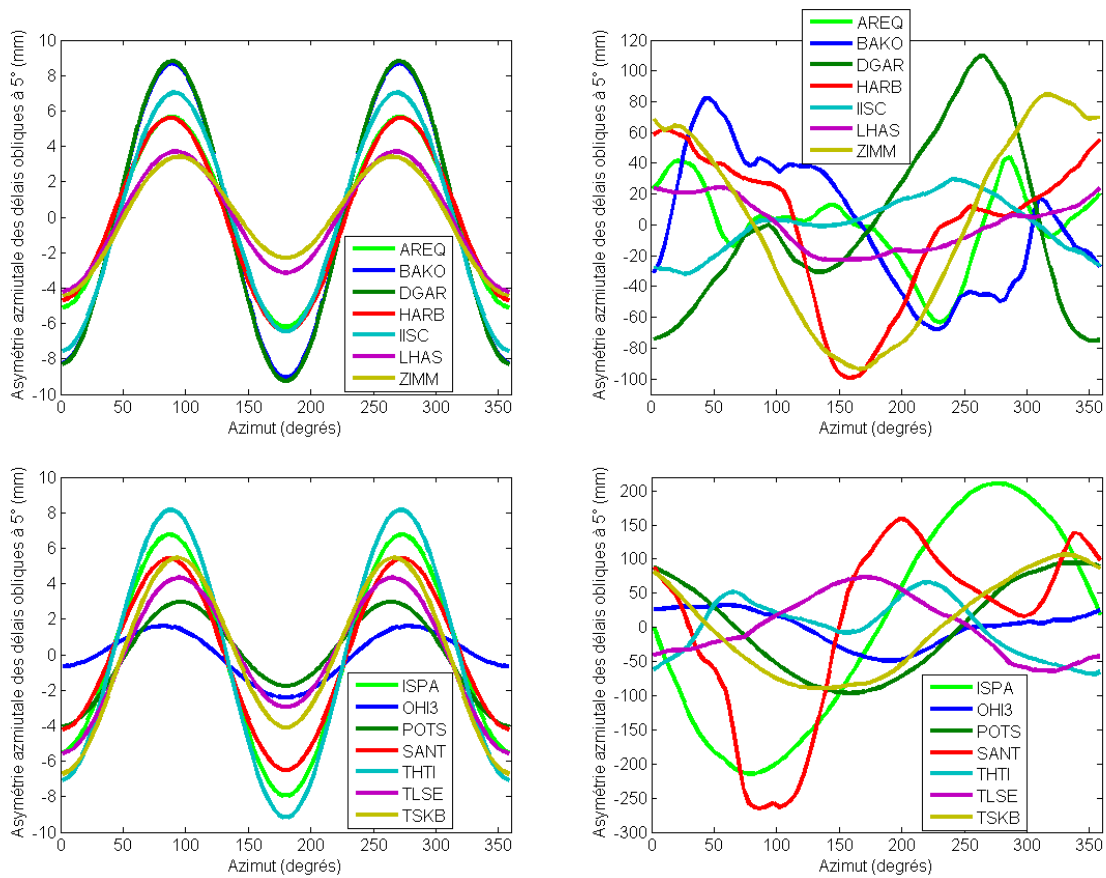 Asymétrie azmiutale des délais obliques à 5° (mm)
10
8
6
4
2
0
-2
-4
-6
-8
-10
AREQ
BAKO
DGAR
HARB
IISC
LHAS
ZIMM
0 50 100 150 200 250 300 350
Azimut (degrés)
Asymétrie azmiutale des délais obliques à 5° (mm)
120
100
80
60
40
20
0
-20
-40
-60
-80
-100
AREQ
BAKO
DGAR
HARB
IISC
LHAS
ZIMM
0 50 100 150 200 250 300 350
Azimut (degrés)
Asymétrie azmiutale des délais obliques à 5° (mm)
10
8
6
4
2
0
-2
-4
-6
-8
-10
ISPA
OHI3
POTS
SANT
THTI
TLSE
TSKB
0 50 100 150 200 250 300 350
Azimut (degrés)
Asymétrie azmiutale des délais obliques à 5° (mm)
200
150
100
50
0
-50
-100
-150
-200
-250
-300
ISPA
OHI3
POTS
SANT
THTI
TLSE
TSKB
0 50 100 150 200 250 300 350
Azimut (degrés)